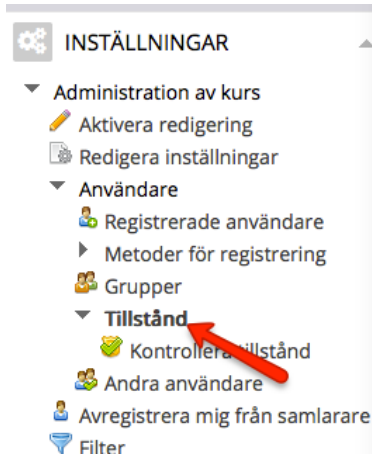 INSTÄLLNINGAR
Administration av kurs
Aktivera redigering
Redigera inställningar
Användare
Registrerade användare
Metoder för registrering
Grupper
Tillstånd
Kontrollera tillstånd
Andra användare
Avregistrera mig från samlarare
Filter